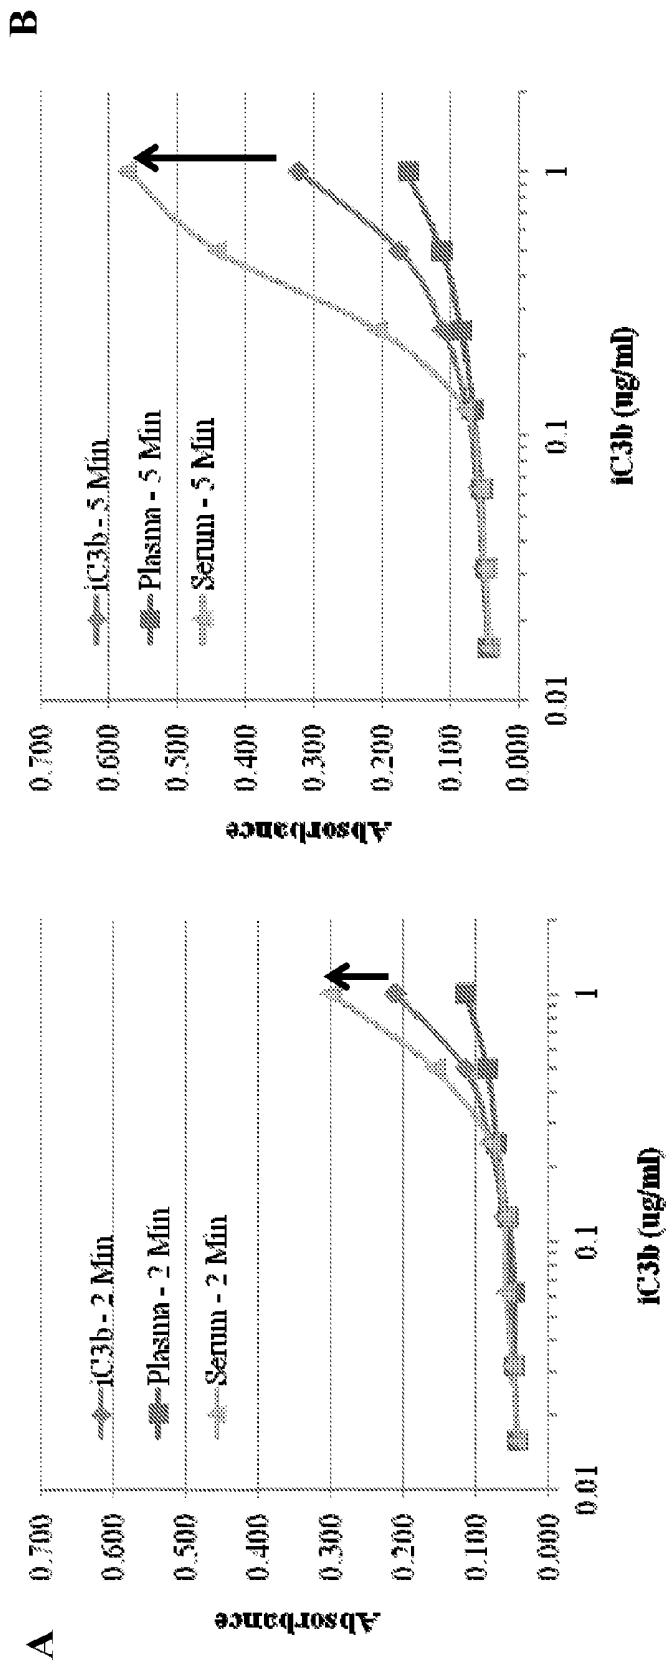 A
Absorbance
0.700
0.600
0.500
0.400
0.300
0.200
0.100
0.000
iC3b - 2 Min
Plasma - 2 Min
Serum - 2 Min
0.01
0.1
1
iC3b (ug/ml)
B
Absorbance
0.700
0.600
0.500
0.400
0.300
0.200
0.100
0.000
iC3b - 5 Min
Plasma - 5 Min
Serum - 5 Min
0.01
0.1
1
iC3b (ug/ml)